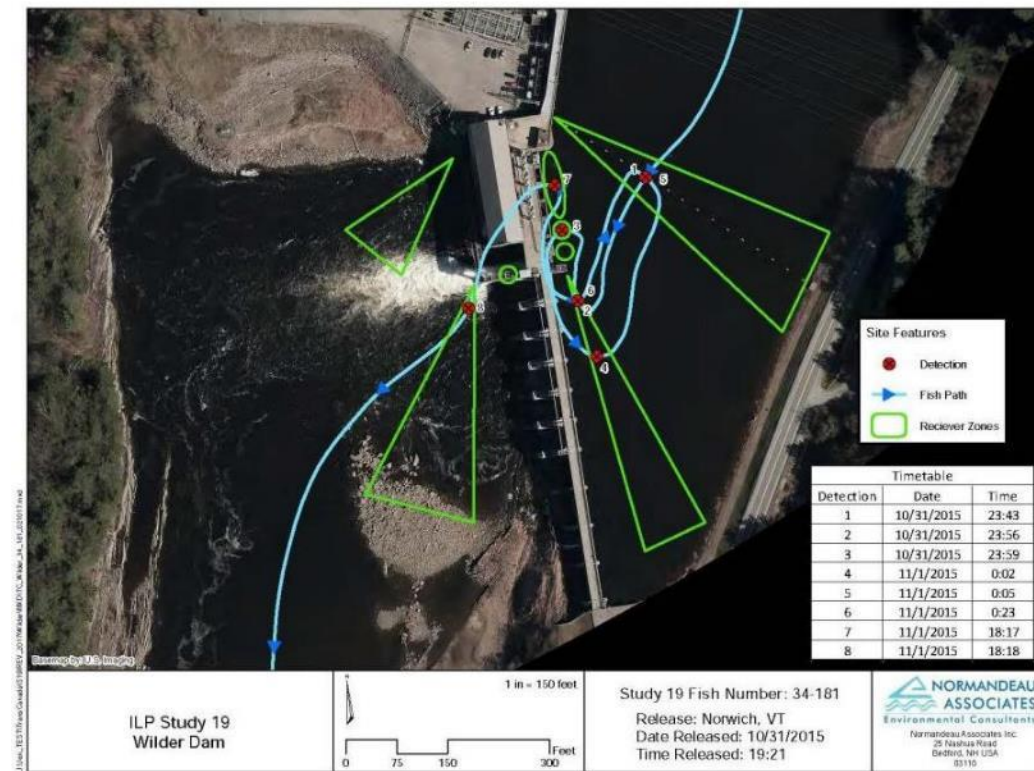 1
5
7
3
6
2
4
8
E
Site Features
Detection
Fish Path
Reciever Zones
Timetable
Detection Date Time
1 10/31/2015 23:43
2 10/31/2015 23:56
3 10/31/2015 23:59
4 11/1/2015 0:02
5 11/1/2015 0:05
6 11/1/2015 0:23
7 11/1/2015 18:17
8 11/1/2015 18:18
Basemap by U.S. Imaging
ILP Study 19
Wilder Dam
1 in = 150 feet
Feet
0 75 150 300
Study 19 Fish Number: 34-181
Release: Norwich, VT
Date Released: 10/31/2015
Time Released: 19:21
NORMANDEAU
ASSOCIATES
Environmental Consultants
Normandeau Associates Inc.
25 Nashua Road
Bedford, NH USA
03110